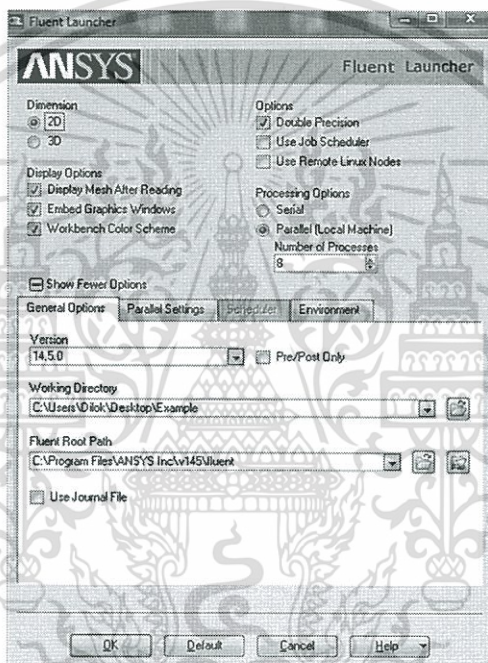 Fluent Launcher
ANSYS
Fluent Launcher
Dimension
2D
3D
Display Options
Display Mesh After Reading
Embed Graphics Windows
Workbench Color Scheme
Options
Double Precision
Use Job Scheduler
Use Remote Linux Nodes
Processing Options
Serial
Parallel (Local Machine)
Number of Processes
8
Show Fewer Options
General Options
Parallel Settings
Scheduler
Environment
Version
14.5.0
Pre/Post Only
Working Directory
C:\Users\Dilok\Desktop\Example
Fluent Root Path
C:\Program Files\ANSYS Inc\v145\fluent
Use Journal File
OK
Default
Cancel
Help